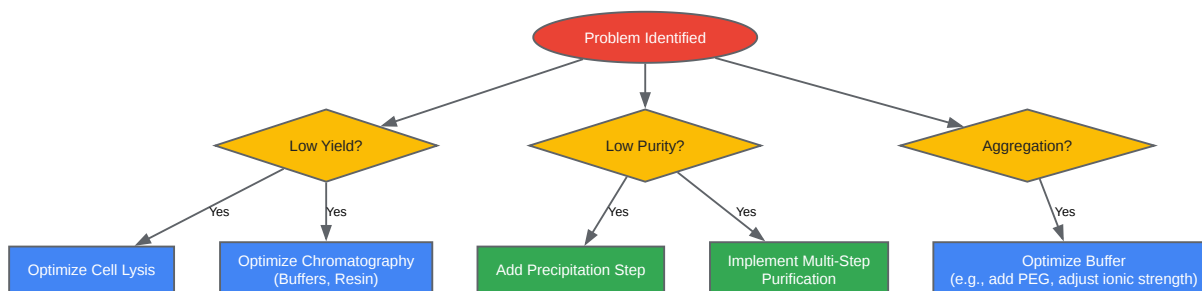 Problem Identified
Low Yield?
Low Purity?
Aggregation?
Yes
Yes
Yes
Yes
Yes
Optimize Cell Lysis
Optimize Chromatography
(Buffers, Resin)
Add Precipitation Step
Implement Multi-Step
Purification
Optimize Buffer
(e.g., add PEG, adjust ionic strength)